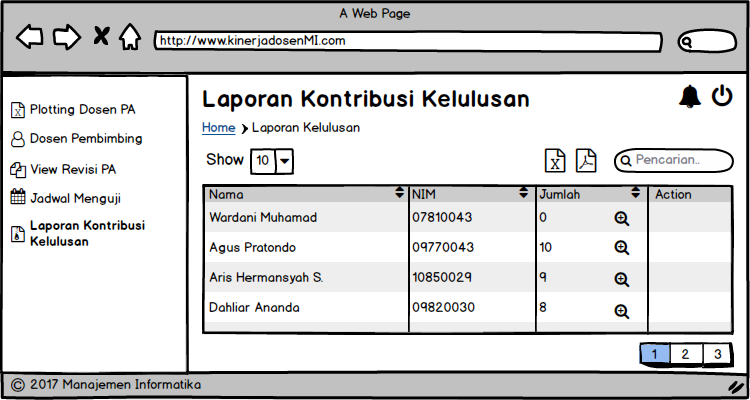 A Web Page
http://www.kinerjadosenMI.com
Plotting Dosen PA
Dosen Pembimbing
View Revisi PA
Jadwal Menguji
Laporan Kontribusi
Kelulusan
Laporan Kontribusi Kelulusan
Home Laporan Kelulusan
Show 10 X Pencarian..
Nama NIM Jumlah Action
Wardani Muhamad 07810043 0
Agus Pratondo 09770043 10
Aris Hermansyah S. 10850029 9
Dahliar Ananda 09820030 8
1 2 3
© 2017 Manajemen Informatika